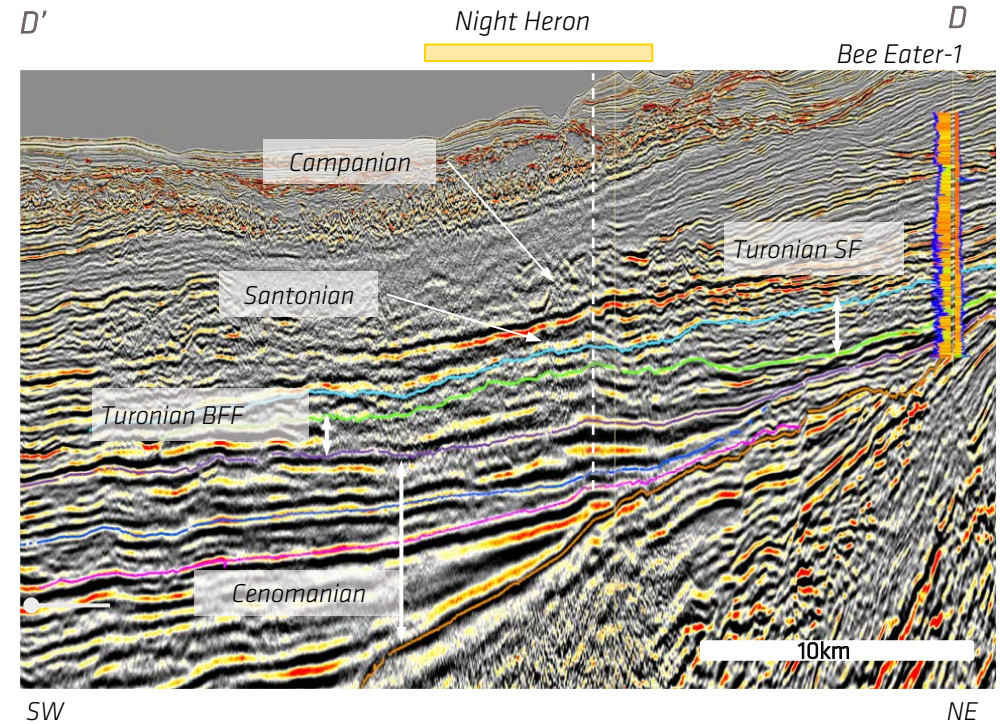 D’
Night Heron
D
Bee Eater-1
Campanian
Turonian SF
Santonian
Turonian BFF
Cenomanian
10km
SW
NE